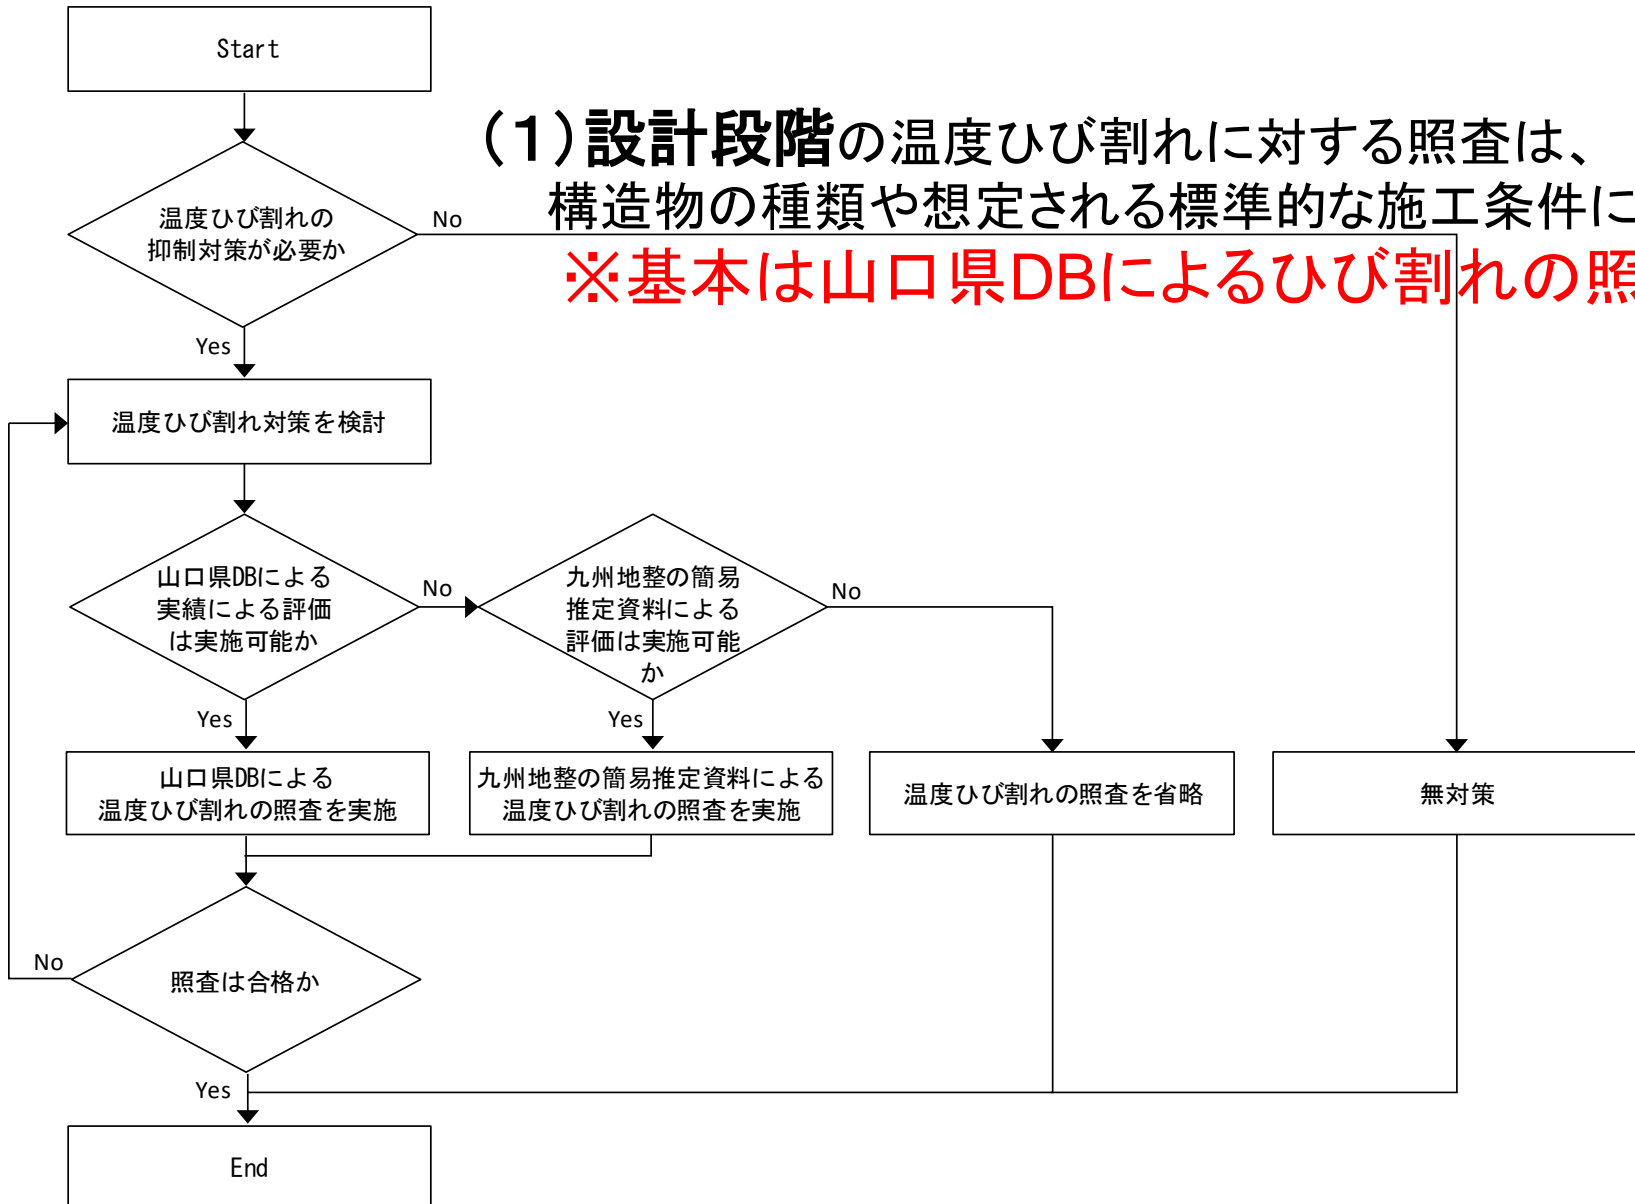 Start
(1)設計段階の温度ひび割れに対する照査は、
構造物の種類や想定される標準的な施工条件に
※基本は山口県DBによるひび割れの照
温度ひび割れの
抑制対策が必要か
No
Yes
温度ひび割れ対策を検討
山口県DBによる
実績による評価
は実施可能か
No
九州地整の簡易
推定資料による
評価は実施可能
か
No
Yes
Yes
山口県DBによる
温度ひび割れの照査を実施
九州地整の簡易推定資料による
温度ひび割れの照査を実施
温度ひび割れの照査を省略
無対策
No
照査は合格か
Yes
End